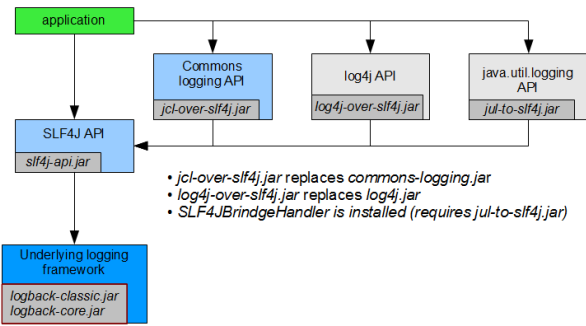 application
Commons
logging API
jcl-over-slf4j.jar
log4j API
log4j-over-slf4j.jar
java.util.logging
API
jul-to-slf4j.jar
SLF4J API
slf4j-api.jar
• jcl-over-slf4j.jar replaces commons-logging.jar
• log4j-over-slf4j.jar replaces log4j.jar
• SLF4JBrindgeHandler is installed (requires jul-to-slf4j.jar)
Underlying logging
framework
logback-classic.jar
logback-core.jar